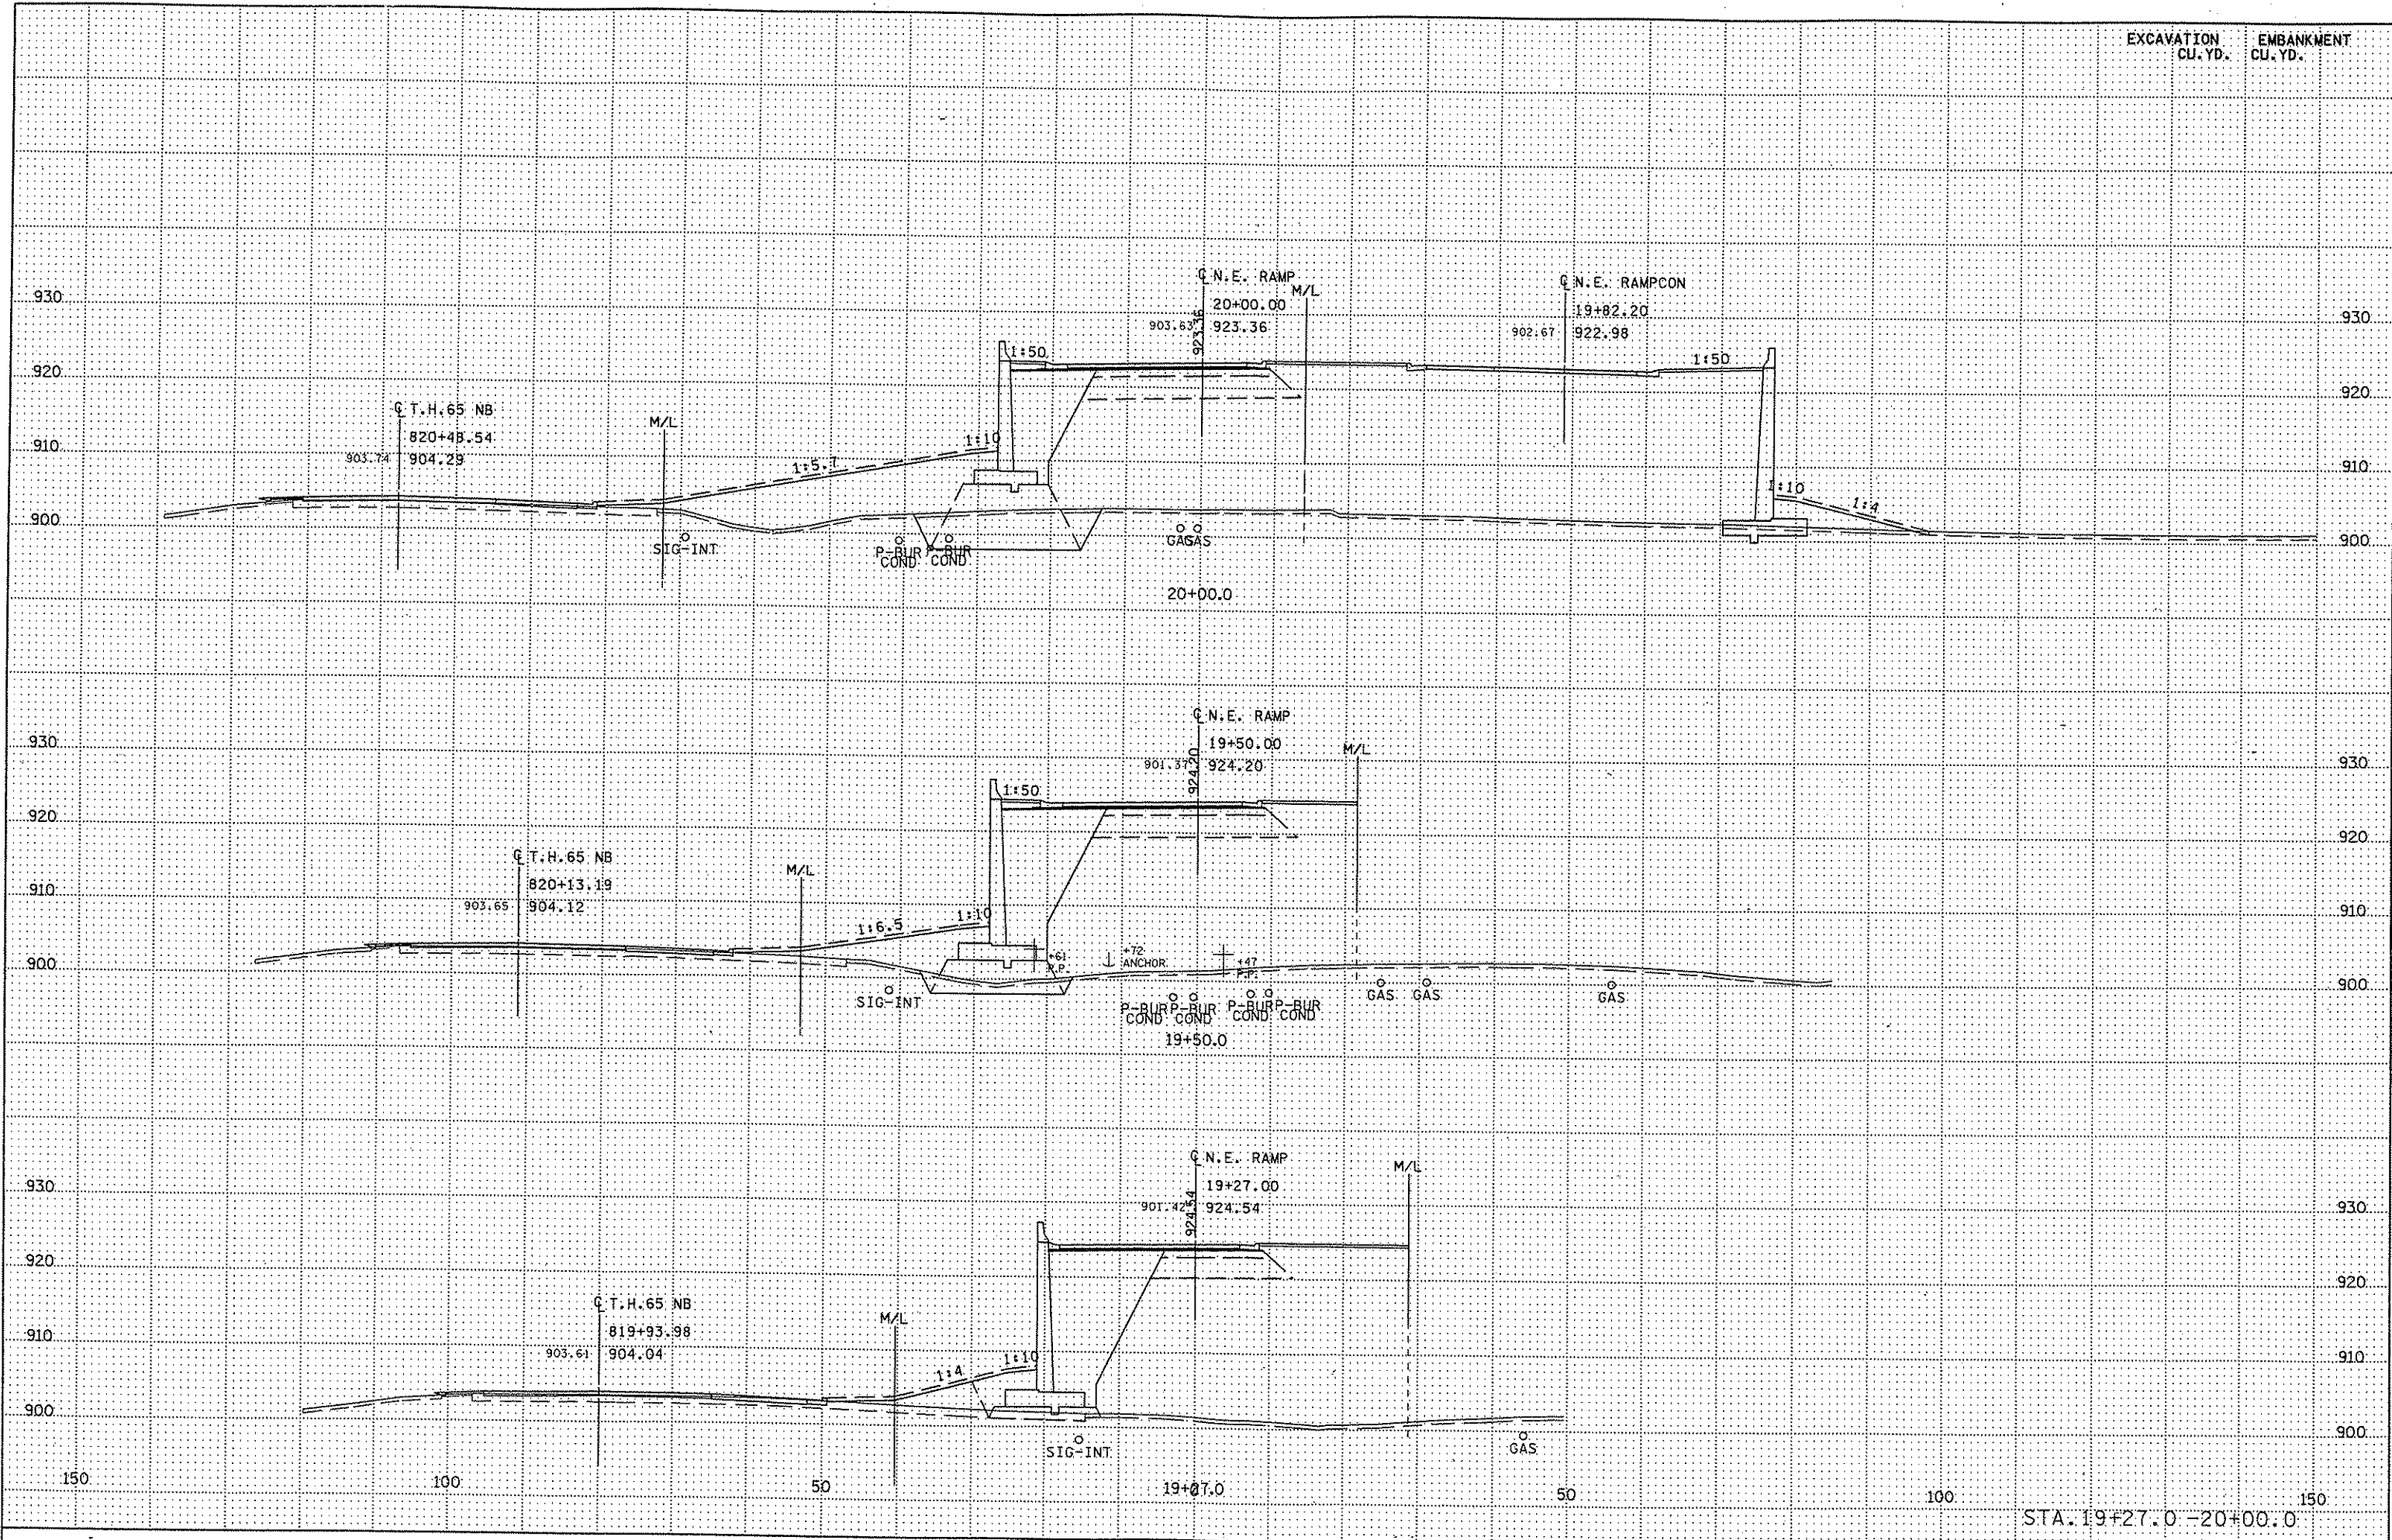 EXCAVATION EMBANKMENT
CU.YD. CU.YD.
℄ N.E. RAMP
M/L
20+00.00
903.63 923.36
923.36
℄ N.E. RAMPCON
19+82.20
902.67 922.98
930 930
1:50 1:50
920 920
℄ T.H.65 NB
M/L
820+48.54
903.74 904.29
910 910
1:5.7 1:10
1:10 1:4
900 900
SIG-INT
P-BUR P-BUR
COND COND
GAS GAS
20+00.0
℄ N.E. RAMP
19+50.00
M/L
901.37 924.20
924.20
930 930
1:50
920 920
℄ T.H.65 NB
M/L
820+13.19
903.65 904.12
910 910
1:6.5 1:10
+61
P.P.
+72
ANCHOR
+47
P.P.
900 900
SIG-INT
P-BUR P-BUR P-BUR P-BUR
COND COND COND COND
GAS GAS GAS
19+50.0
℄ N.E. RAMP
M/L
19+27.00
901.42 924.54
924.54
930 930
920 920
℄ T.H.65 NB
M/L
819+93.98
903.61 904.04
910 910
1:4 1:10
900 900
SIG-INT
GAS
150 100 50 0 50 100 150
19+27.0
STA.19+27.0 -20+00.0